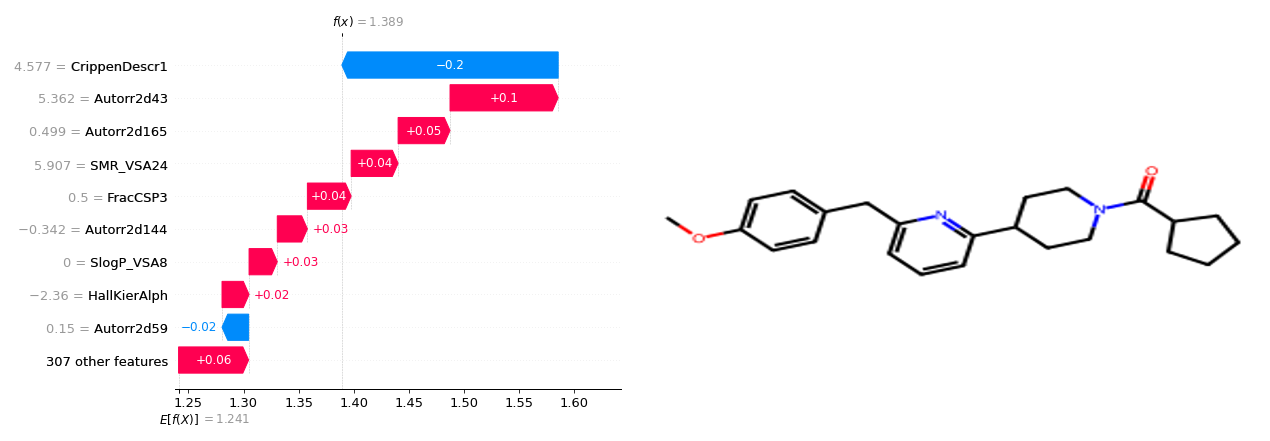 f(x) = 1.389
4.577 = CrippenDescr1
−0.2
5.362 = Autorr2d43
+0.1
0.499 = Autorr2d165
+0.05
5.907 = SMR_VSA24
+0.04
0.5 = FracCSP3
+0.04
−0.342 = Autorr2d144
+0.03
0 = SlogP_VSA8
+0.03
−2.36 = HallKierAlph
+0.02
0.15 = Autorr2d59
−0.02
307 other features
+0.06
1.25 1.30 1.35 1.40 1.45 1.50 1.55 1.60
E[f(X)] = 1.241
O
N
N
O